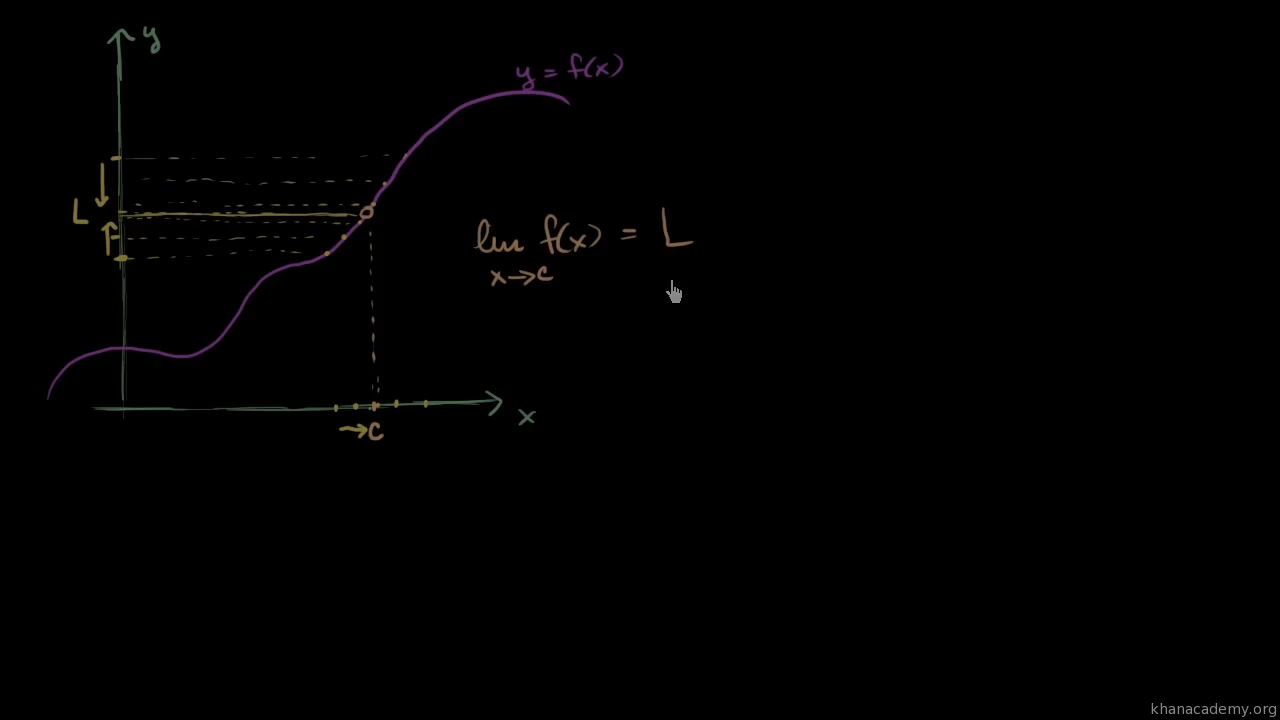 y
y = f(x)
L
lim f(x) = L
x→c
x
→c
khanacademy.org